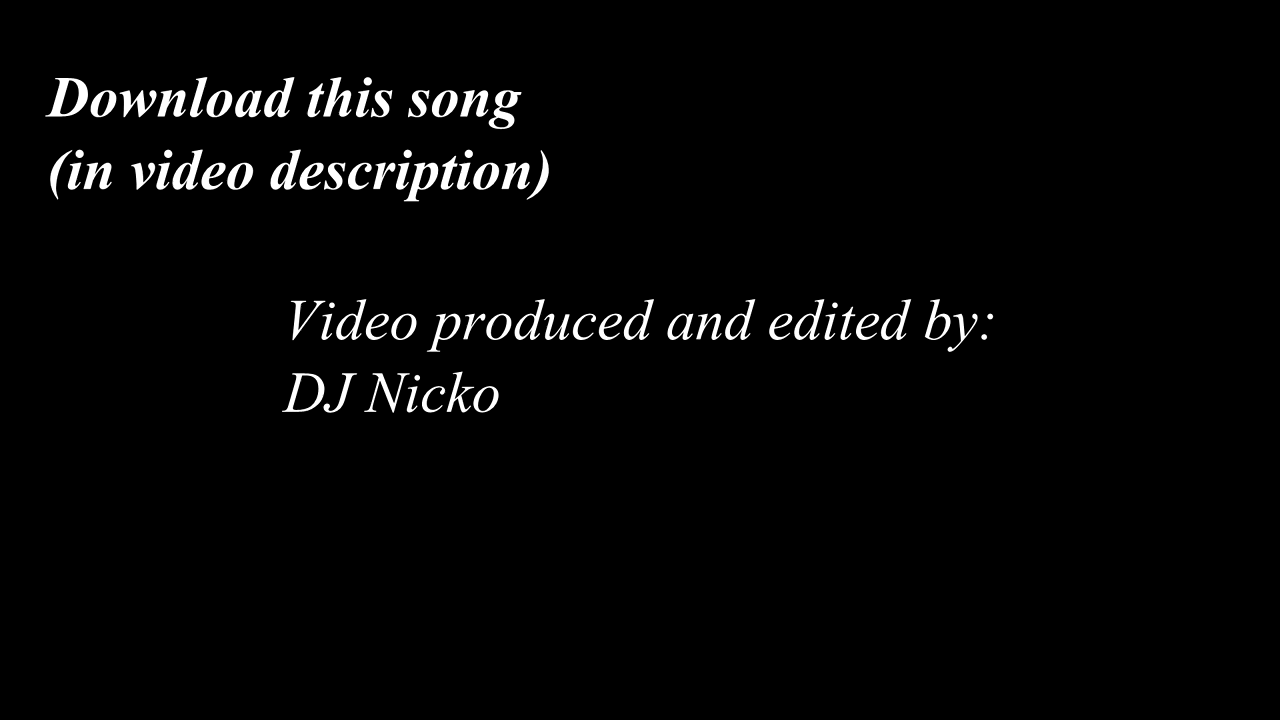 Download this song
(in video description)
Video produced and edited by:
DJ Nicko